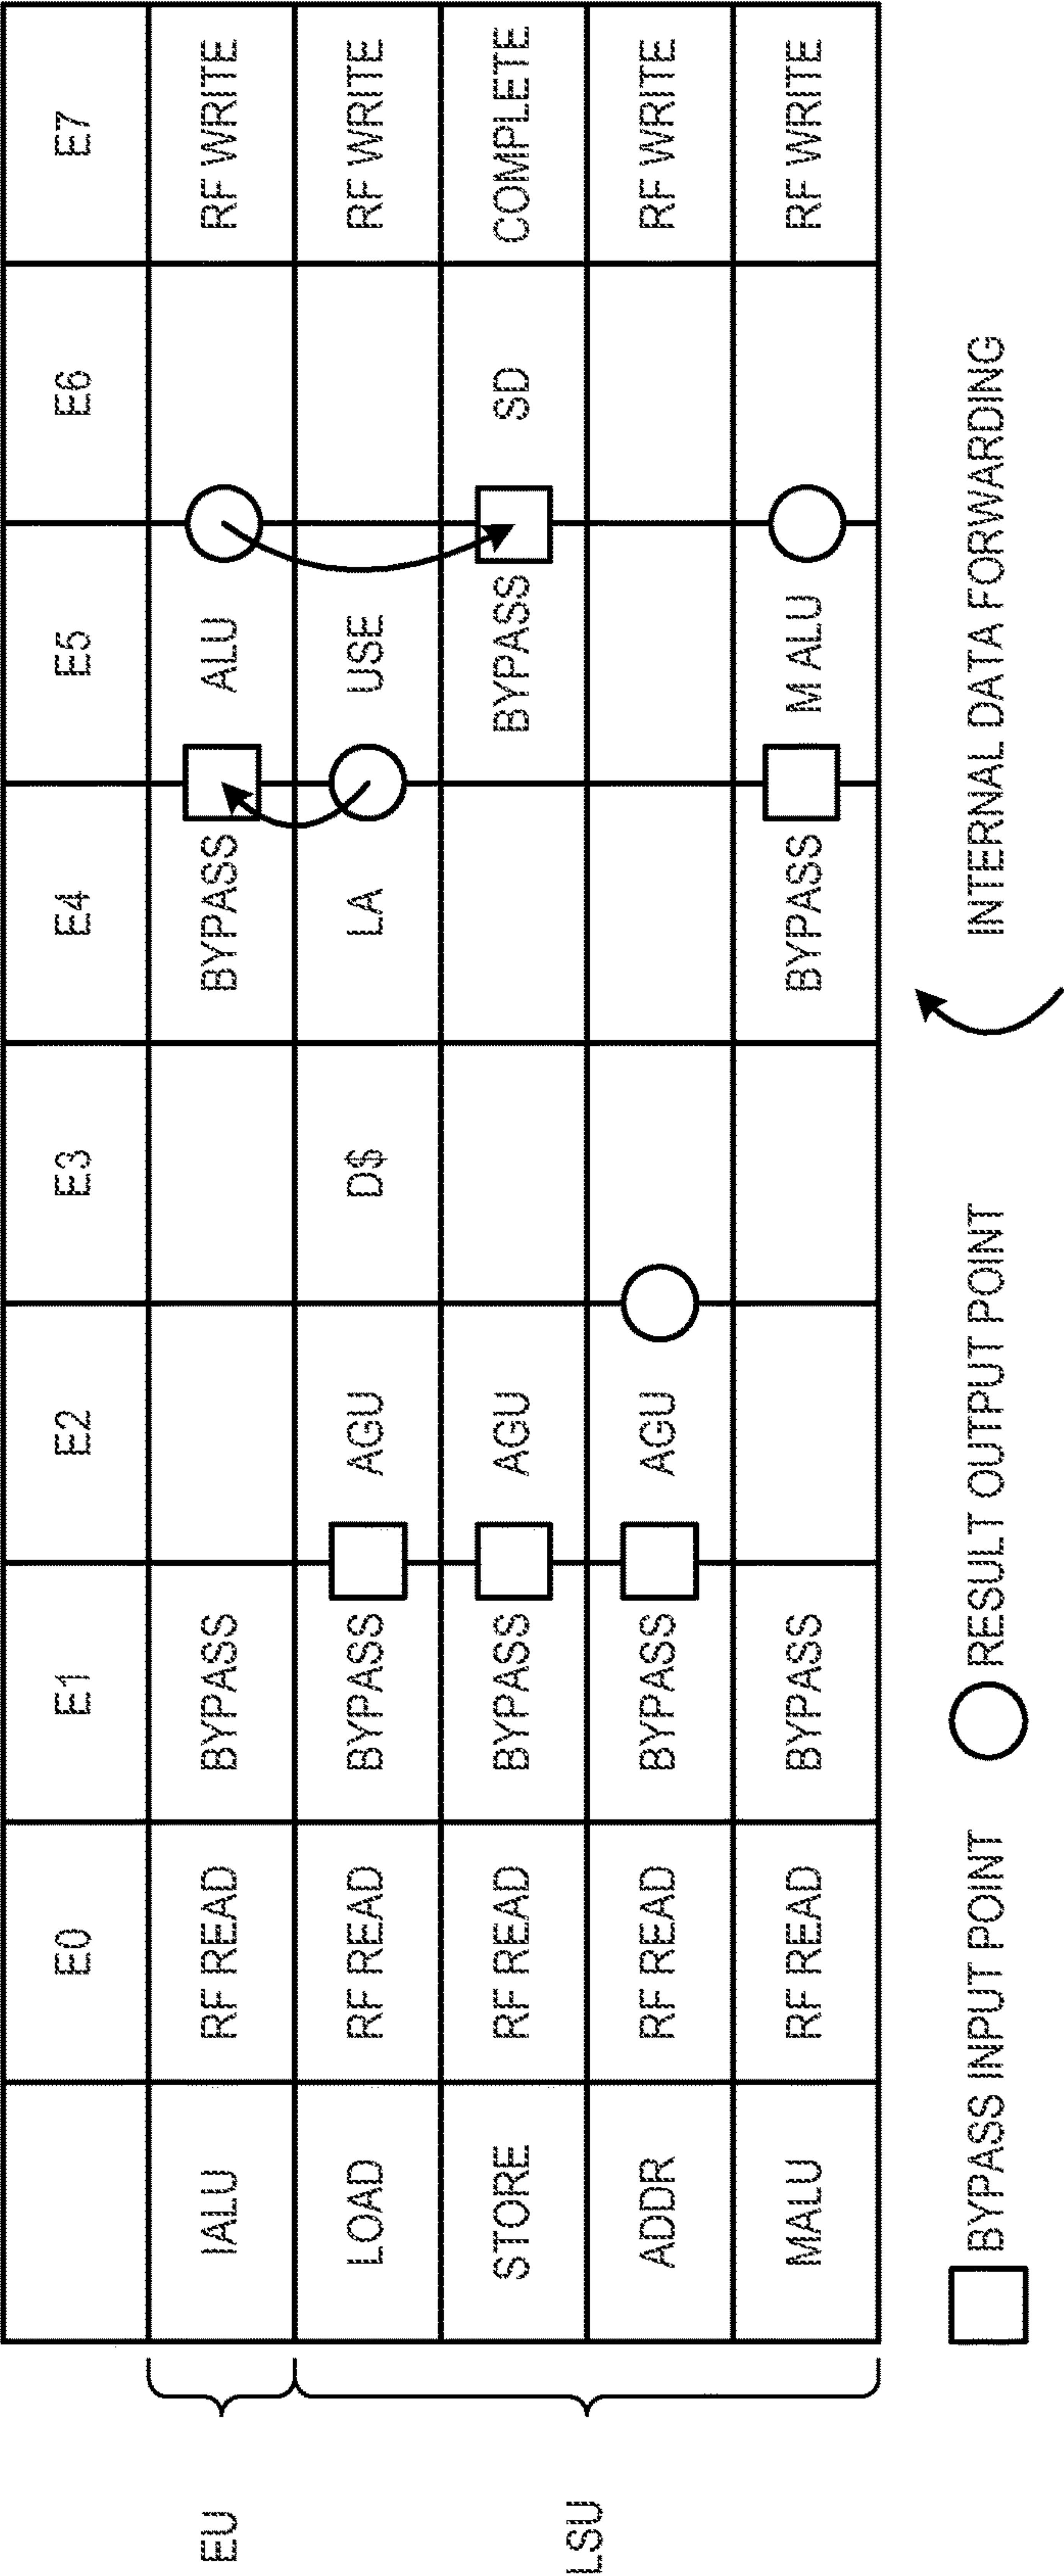 E0 E1 E2 E3 E4 E5 E6 E7
EU
IALU RF READ BYPASS BYPASS ALU RF WRITE
LSU
LOAD RF READ BYPASS AGU D$ LA USE RF WRITE
STORE RF READ BYPASS AGU BYPASS SD COMPLETE
ADDR RF READ BYPASS AGU RF WRITE
MALU RF READ BYPASS BYPASS M ALU RF WRITE
BYPASS INPUT POINT RESULT OUTPUT POINT INTERNAL DATA FORWARDING